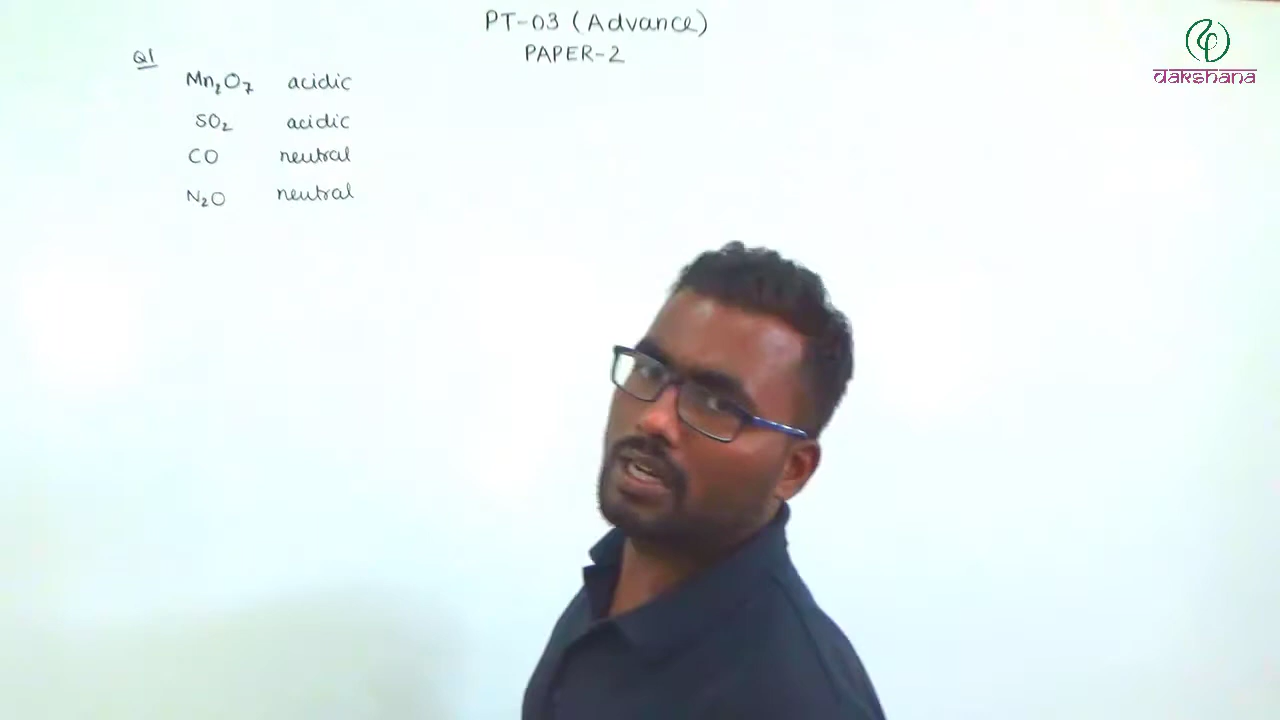 PT-03 (Advance)
PAPER-2
Q1
Mn₂O₇ acidic
SO₂ acidic
CO neutral
N₂O neutral
dakshana